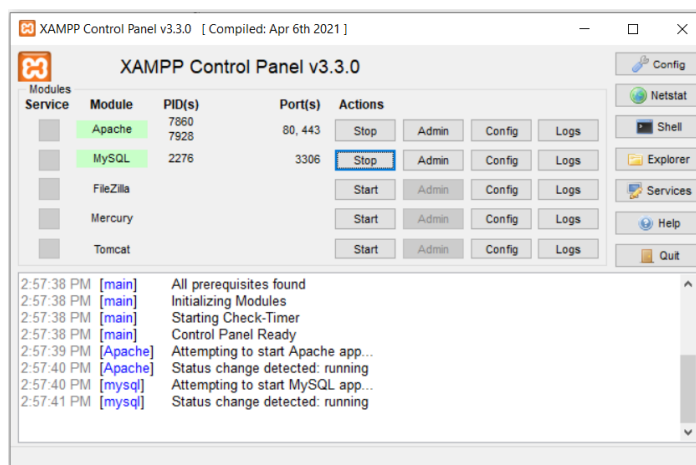 XAMPP Control Panel v3.3.0 [ Compiled: Apr 6th 2021 ]
XAMPP Control Panel v3.3.0
Config
Modules
Service Module PID(s) Port(s) Actions
Netstat
Apache 7860 7928 80, 443 Stop Admin Config Logs
Shell
MySQL 2276 3306 Stop Admin Config Logs
Explorer
FileZilla Start Admin Config Logs
Services
Mercury Start Admin Config Logs
Help
Tomcat Start Admin Config Logs
Quit
2:57:38 PM [main] All prerequisites found
2:57:38 PM [main] Initializing Modules
2:57:38 PM [main] Starting Check-Timer
2:57:38 PM [main] Control Panel Ready
2:57:39 PM [Apache] Attempting to start Apache app...
2:57:40 PM [Apache] Status change detected: running
2:57:40 PM [mysql] Attempting to start MySQL app...
2:57:41 PM [mysql] Status change detected: running